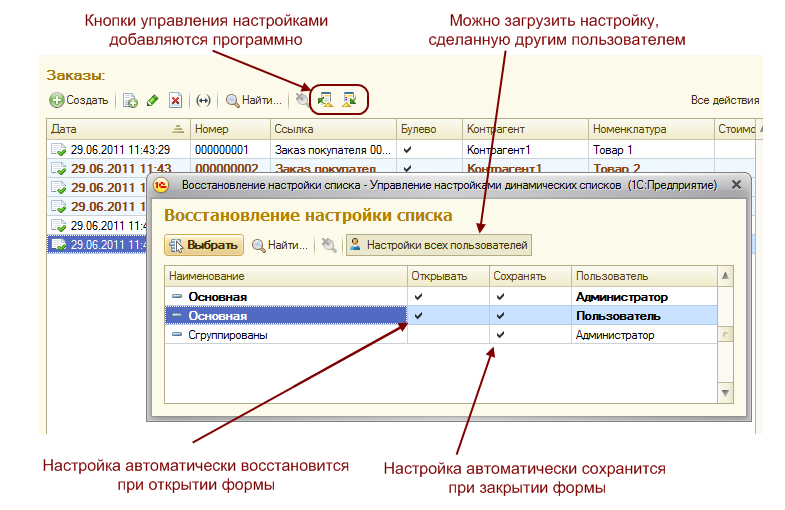 Кнопки управления настройками
добавляются программно
Можно загрузить настройку,
сделанную другим пользователем
Заказы:
Создать Найти... Все действия
Дата Номер Ссылка Булево Контрагент Номенклатура Стоимо
29.06.2011 11:43:29 000000001 Заказ покупателя 00... Контрагент1 Товар 1
29.06.2011 11:43 000000002 Заказ покупател Контрагент1 Товар 2
29.06.2011 1
29.06.2011 1
29.06.2011 11:4
29.06.2011 11:4
Восстановление настройки списка - Управление настройками динамических списков (1С:Предприятие)
Восстановление настройки списка
Выбрать Найти... Настройки всех пользователей
Наименование Открывать Сохранять Пользователь
Основная Администратор
Основная Пользователь
Сгруппированы Администратор
Настройка автоматически восстановится
при открытии формы
Настройка автоматически сохранится
при закрытии формы